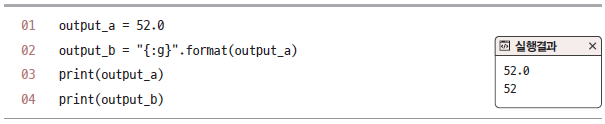 01 output_a = 52.0
02 output_b = "{:g}".format(output_a)
03 print(output_a)
04 print(output_b)
실행결과 ×
52.0
52